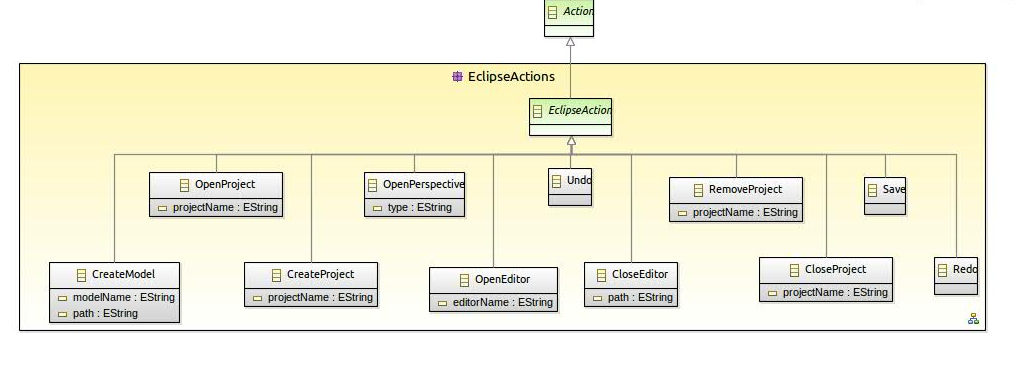 Action
EclipseActions
EclipseAction
OpenProject
projectName : EString
OpenPerspective
type : EString
Undo
RemoveProject
projectName : EString
Save
CreateModel
modelName : EString
path : EString
CreateProject
projectName : EString
OpenEditor
editorName : EString
CloseEditor
path : EString
CloseProject
projectName : EString
Redo